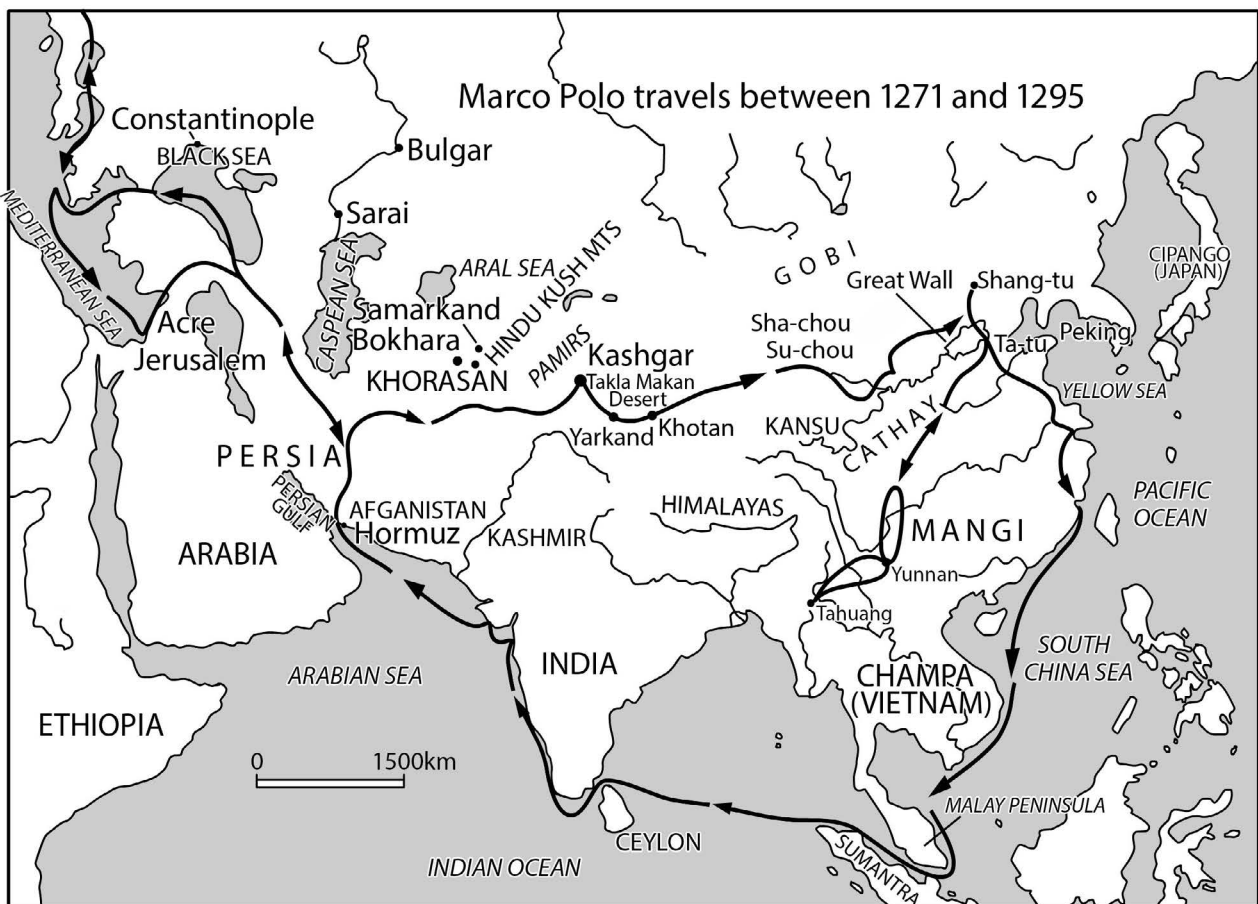 Marco Polo travels between 1271 and 1295
Constantinople
BLACK SEA
Bulgar
MEDITERRANEAN SEA
Sarai
CASPEAN SEA
ARAL SEA
HINDU KUSH MTS
GOBI
Great Wall
Shang-tu
CIPANGO
(JAPAN)
Acre
Jerusalem
Samarkand
Bokhara
KHORASAN
PAMIRS
Kashgar
Takla Makan
Desert
Yarkand
Khotan
Sha-chou
Su-chou
Ta-tu
Peking
YELLOW SEA
KANSU
CATHAY
PERSIA
PERSIAN
GULF
AFGANISTAN
Hormuz
ARABIA
KASHMIR
HIMALAYAS
MANGI
PACIFIC
OCEAN
Yunnan
Tahuang
ARABIAN SEA
INDIA
CHAMPA
(VIETNAM)
SOUTH
CHINA SEA
ETHIOPIA
0 1500km
MALAY PENINSULA
CEYLON
SUMANTRA
INDIAN OCEAN